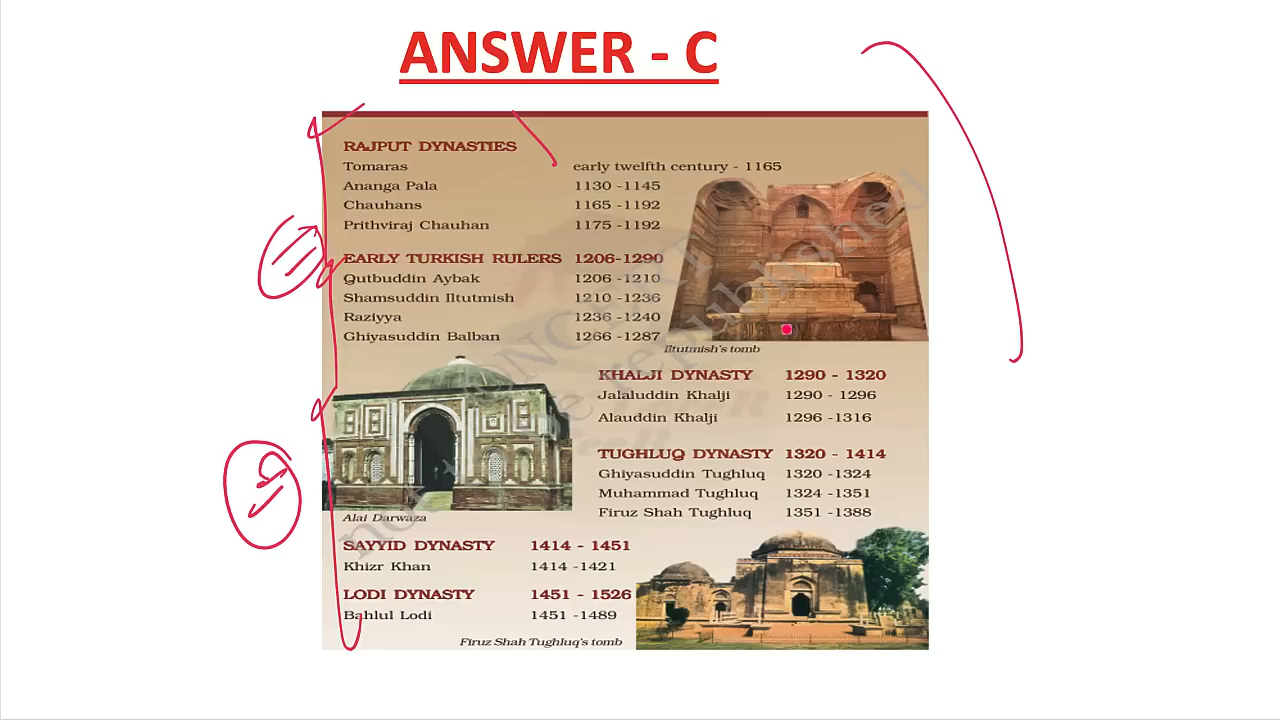 ANSWER - C
RAJPUT DYNASTIES
Tomaras early twelfth century - 1165
Ananga Pala 1130 -1145
Chauhans 1165 -1192
Prithviraj Chauhan 1175 -1192
EARLY TURKISH RULERS 1206-1290
Qutbuddin Aybak 1206 -1210
Shamsuddin Iltutmish 1210 -1236
Raziyya 1236 -1240
Ghiyasuddin Balban 1266 -1287
Iltutmish's tomb
KHALJI DYNASTY 1290 - 1320
Jalaluddin Khalji 1290 - 1296
Alauddin Khalji 1296 -1316
TUGHLUQ DYNASTY 1320 - 1414
Ghiyasuddin Tughluq 1320 -1324
Muhammad Tughluq 1324 -1351
Firuz Shah Tughluq 1351 -1388
Alai Darwaza
SAYYID DYNASTY 1414 - 1451
Khizr Khan 1414 -1421
LODI DYNASTY 1451 - 1526
Bahlul Lodi 1451 -1489
Firuz Shah Tughluq's tomb
republished